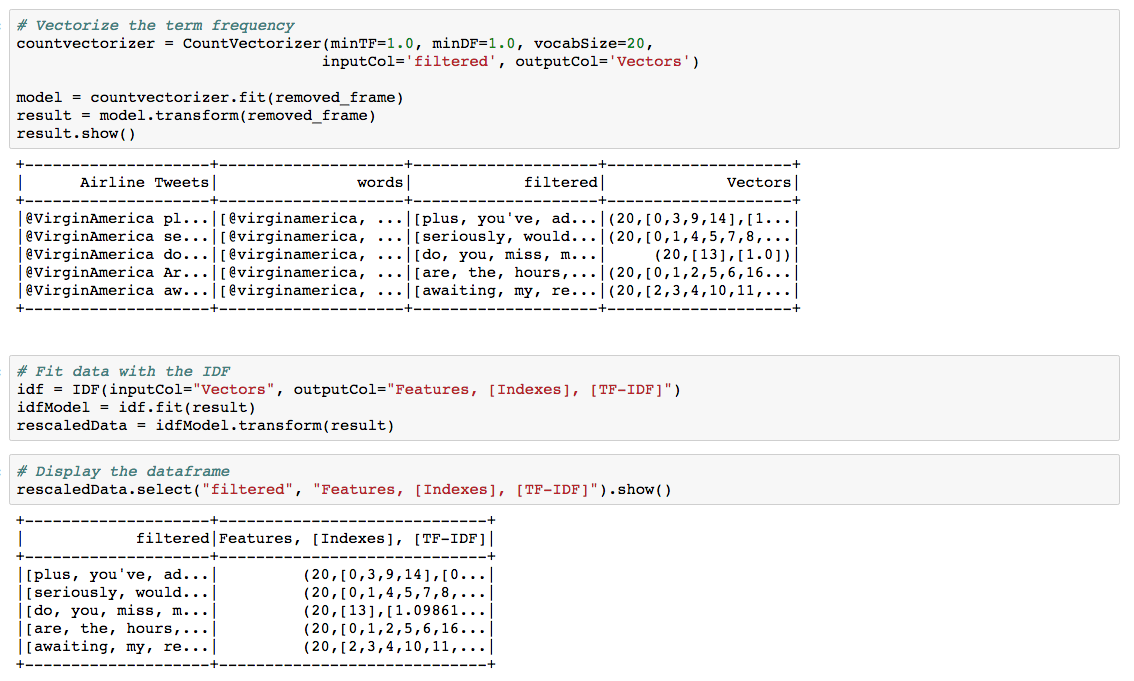 # Vectorize the term frequency
countvectorizer = CountVectorizer(minTF=1.0, minDF=1.0, vocabSize=20,
                                 inputCol='filtered', outputCol='Vectors')
model = countvectorizer.fit(removed_frame)
result = model.transform(removed_frame)
result.show()
+--------------------+--------------------+--------------------+--------------------+
|      Airline Tweets|               words|            filtered|             Vectors|
+--------------------+--------------------+--------------------+--------------------+
|@VirginAmerica pl...|[@virginamerica, ...|[plus, you've, ad...|(20,[0,3,9,14],[1...|
|@VirginAmerica se...|[@virginamerica, ...|[seriously, would...|(20,[0,1,4,5,7,8,...|
|@VirginAmerica do...|[@virginamerica, ...|[do, you, miss, m...|     (20,[13],[1.0])|
|@VirginAmerica Ar...|[@virginamerica, ...|[are, the, hours,...|(20,[0,1,2,5,6,16...|
|@VirginAmerica aw...|[@virginamerica, ...|[awaiting, my, re...|(20,[2,3,4,10,11,...|
+--------------------+--------------------+--------------------+--------------------+
# Fit data with the IDF
idf = IDF(inputCol="Vectors", outputCol="Features, [Indexes], [TF-IDF]")
idfModel = idf.fit(result)
rescaledData = idfModel.transform(result)
# Display the dataframe
rescaledData.select("filtered", "Features, [Indexes], [TF-IDF]").show()
+--------------------+-----------------------------+
|            filtered|Features, [Indexes], [TF-IDF]|
+--------------------+-----------------------------+
|[plus, you've, ad...|         (20,[0,3,9,14],[0...|
|[seriously, would...|         (20,[0,1,4,5,7,8,...|
|[do, you, miss, m...|         (20,[13],[1.09861...|
|[are, the, hours,...|         (20,[0,1,2,5,6,16...|
|[awaiting, my, re...|         (20,[2,3,4,10,11,...|
+--------------------+-----------------------------+